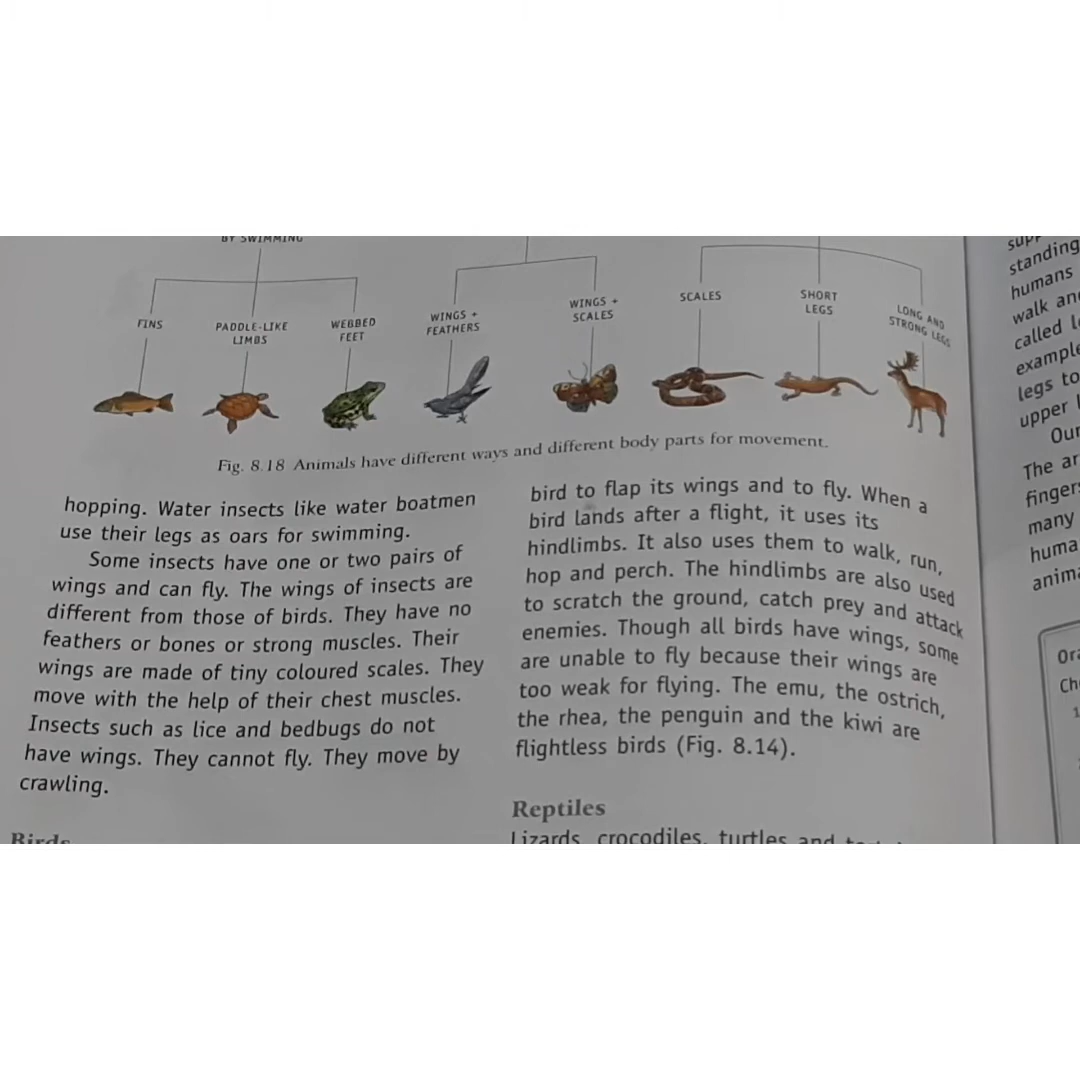 BY SWIMMING
FINS
PADDLE-LIKE
LIMBS
WEBBED
FEET
WINGS +
FEATHERS
WINGS +
SCALES
SCALES
SHORT
LEGS
LONG AND
STRONG LEGS
Fig. 8.18 Animals have different ways and different body parts for movement.
hopping. Water insects like water boatmen
use their legs as oars for swimming.
Some insects have one or two pairs of
wings and can fly. The wings of insects are
different from those of birds. They have no
feathers or bones or strong muscles. Their
wings are made of tiny coloured scales. They
move with the help of their chest muscles.
Insects such as lice and bedbugs do not
have wings. They cannot fly. They move by
crawling.
Birds
bird to flap its wings and to fly. When a
bird lands after a flight, it uses its
hindlimbs. It also uses them to walk, run,
hop and perch. The hindlimbs are also used
to scratch the ground, catch prey and attack
enemies. Though all birds have wings, some
are unable to fly because their wings are
too weak for flying. The emu, the ostrich,
the rhea, the penguin and the kiwi are
flightless birds (Fig. 8.14).
Reptiles
Lizards, crocodiles, turtles and
standing
humans
walk
called
legs to
upper
Our
The
many